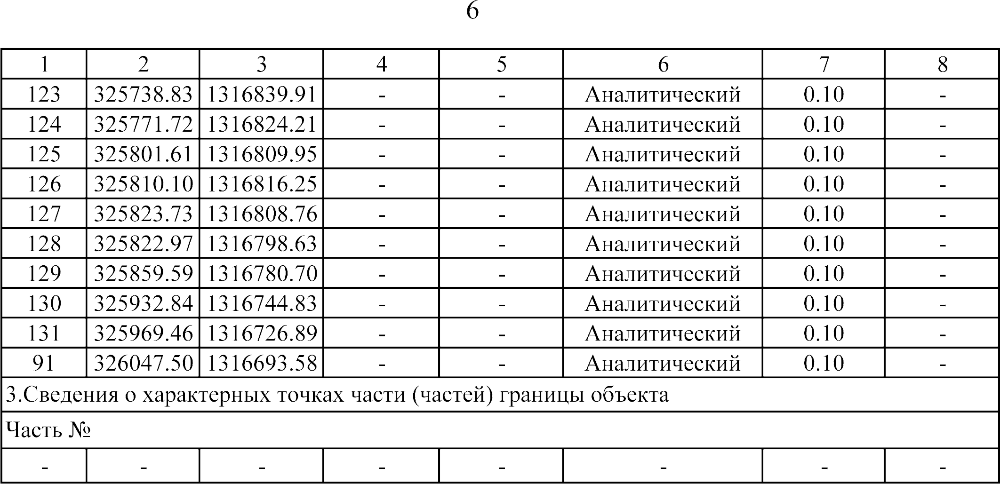 6
1 2 3 4 5 6 7 8
123 325738.83 1316839.91 - - Аналитический 0.10 -
124 325771.72 1316824.21 - - Аналитический 0.10 -
125 325801.61 1316809.95 - - Аналитический 0.10 -
126 325810.10 1316816.25 - - Аналитический 0.10 -
127 325823.73 1316808.76 - - Аналитический 0.10 -
128 325822.97 1316798.63 - - Аналитический 0.10 -
129 325859.59 1316780.70 - - Аналитический 0.10 -
130 325932.84 1316744.83 - - Аналитический 0.10 -
131 325969.46 1316726.89 - - Аналитический 0.10 -
91 326047.50 1316693.58 - - Аналитический 0.10 -
3.Сведения о характерных точках части (частей) границы объекта
Часть №
- - - - - - - -